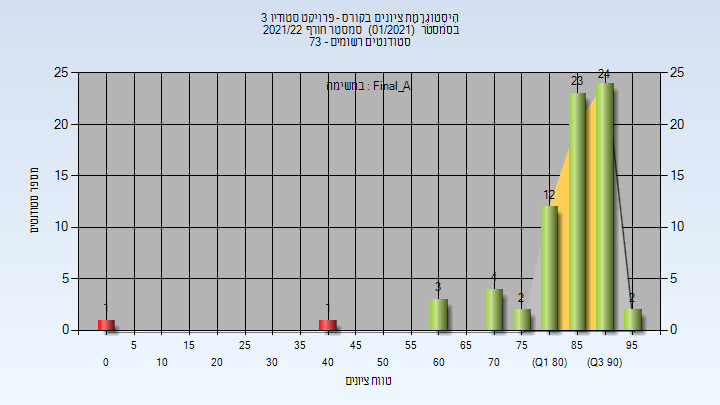 היסטוגרמת ציונים בקורס - פרויקט סטודיו 3
בסמסטר (01/2021) סמסטר חורף 2021/22
סטודנטים רשומים - 73
במשימה : Final_A
מספר סטודנטים
25
20
15
10
5
0
25
20
15
10
5
0
1
1
3
4
2
12
23
24
2
5 15 25 35 45 55 65 75 85 95
0 10 20 30 40 50 60 70 (Q1 80) (Q3 90)
טווח ציונים